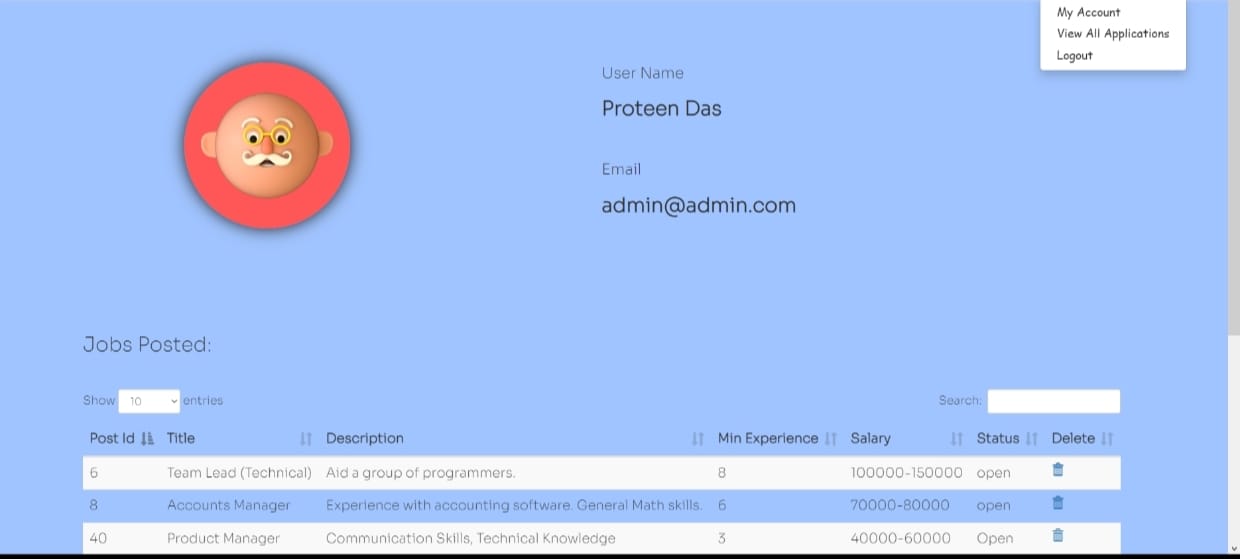 My Account
View All Applications
Logout
User Name
Proteen Das
Email
admin@admin.com
Jobs Posted:
Show 10 entries Search:
Post Id Title Description Min Experience Salary Status Delete
6 Team Lead (Technical) Aid a group of programmers. 8 100000-150000 open
8 Accounts Manager Experience with accounting software. General Math skills. 6 70000-80000 open
40 Product Manager Communication Skills, Technical Knowledge 3 40000-60000 Open